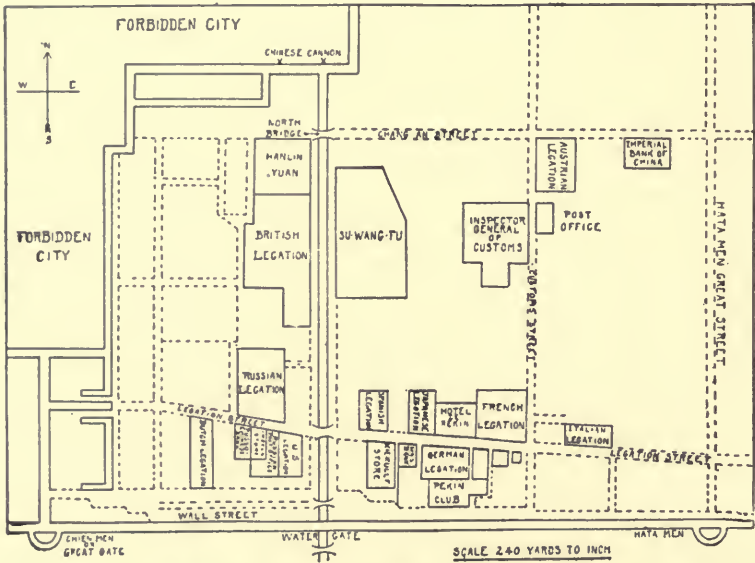 FORBIDDEN CITY
N
W E
S
CHINESE CANNON
NORTH
BRIDGE
CHANG AN STREET
HANLIN
YUAN
AUSTRIAN
LEGATION
IMPERIAL
BANK OF
CHINA
FORBIDDEN
CITY
BRITISH
LEGATION
SU-WANG-FU
INSPECTOR
GENERAL
OF
CUSTOMS
POST
OFFICE
HATA MEN GREAT STREET
RUSSIAN
LEGATION
SPANISH
LEGATION
JAPANESE
LEGATION
HOTEL
PEKIN
FRENCH
LEGATION
ITALIAN
LEGATION
LEGATION STREET
LEGATION STREET
DUTCH LEGATION
U S
LEGATION
STORE
GERMAN
LEGATION
PEKIN
CLUB
WALL STREET
CHIEN MEN
OR
GREAT GATE
WATER GATE
HATA MEN
SCALE 240 YARDS TO INCH